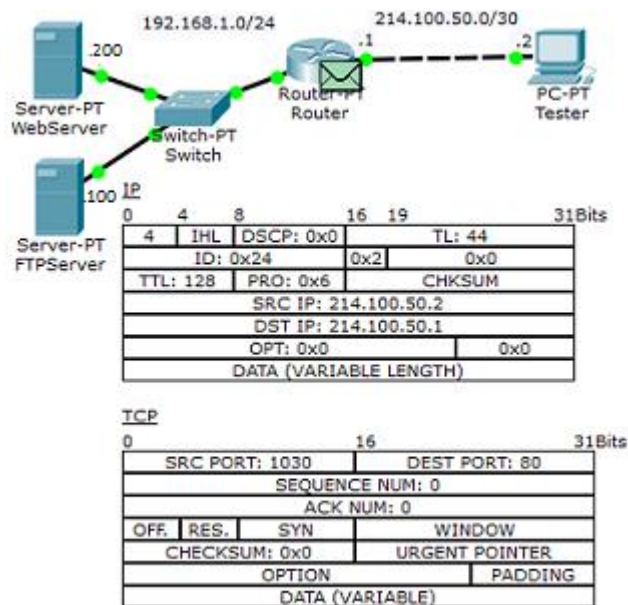 192.168.1.0/24
214.100.50.0/30
.200
.1
.2
Server-PT
WebServer
Switch-PT
Switch
Router-PT
Router
PC-PT
Tester
.100
Server-PT
FTPServer
IP
0 4 8 16 19 31Bits
4 IHL DSCP: 0x0 TL: 44
ID: 0x24 0x2 0x0
TTL: 128 PRO: 0x6 CHKSUM
SRC IP: 214.100.50.2
DST IP: 214.100.50.1
OPT: 0x0 0x0
DATA (VARIABLE LENGTH)
TCP
0 16 31Bits
SRC PORT: 1030 DEST PORT: 80
SEQUENCE NUM: 0
ACK NUM: 0
OFF. RES. SYN WINDOW
CHECKSUM: 0x0 URGENT POINTER
OPTION PADDING
DATA (VARIABLE)